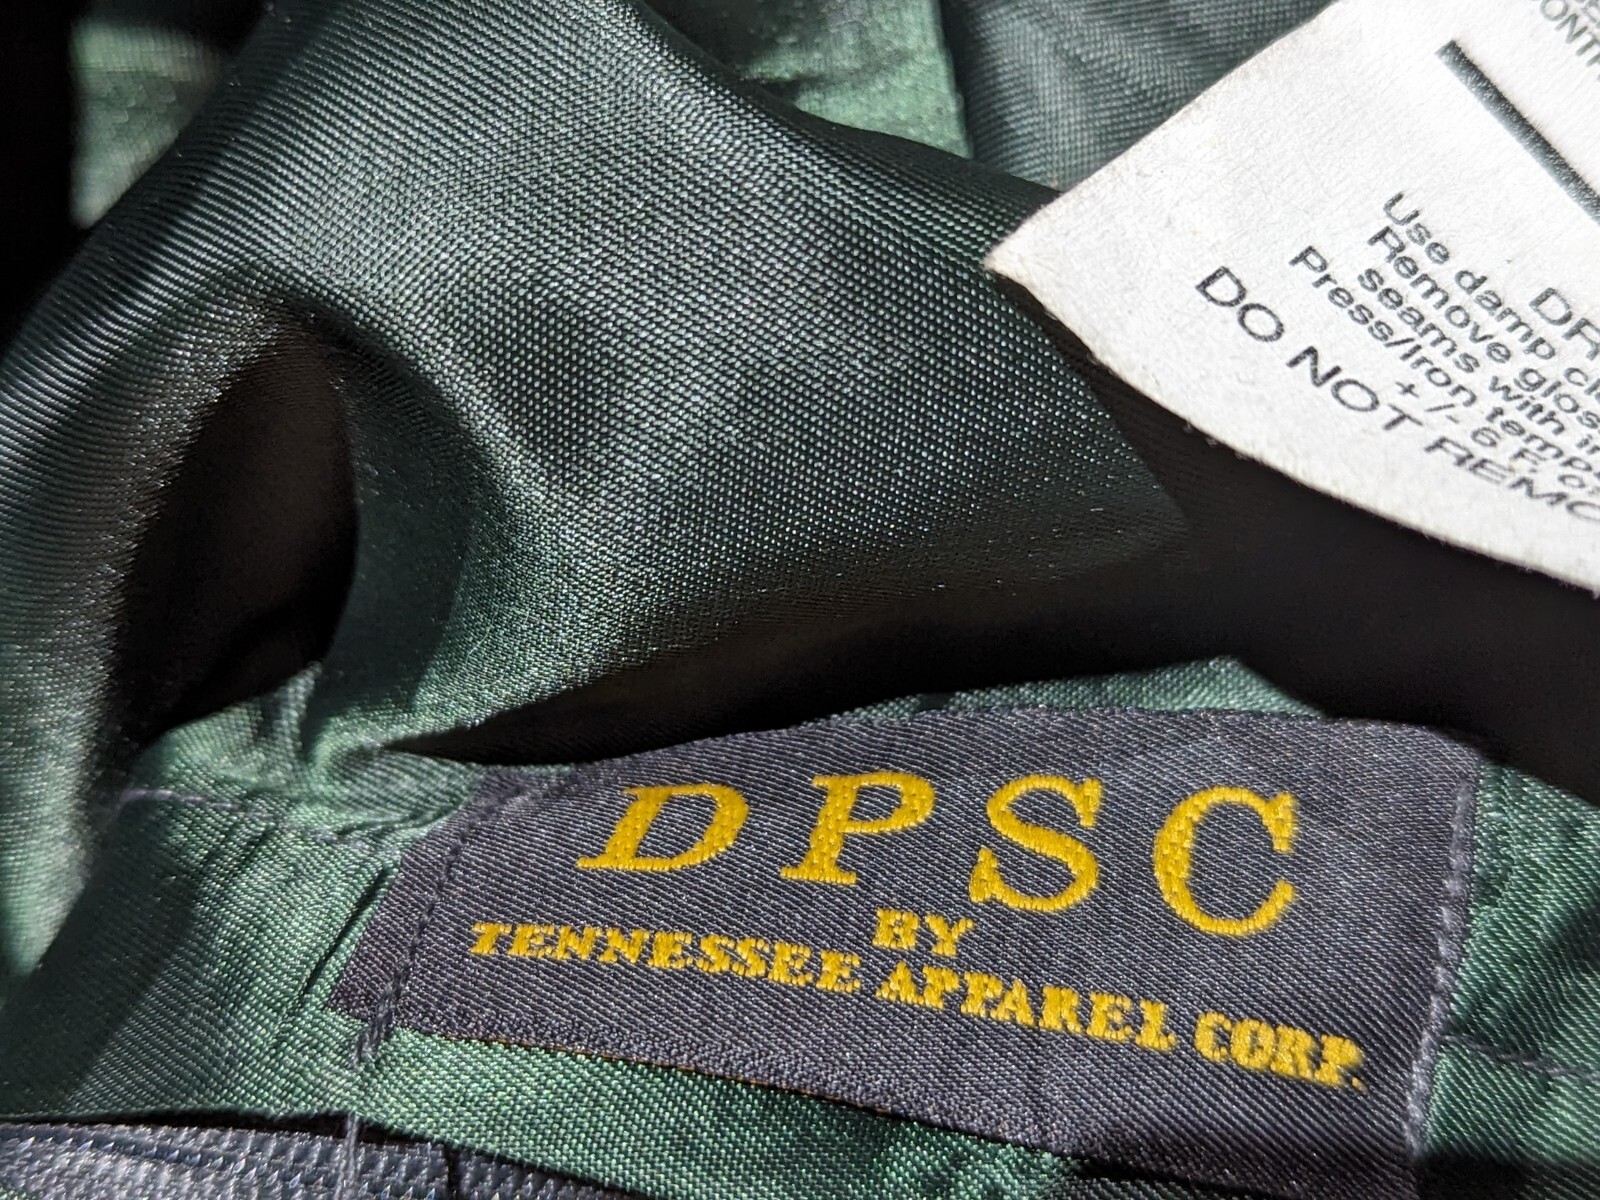 DR
Use damp
Remove glos
seams with
Press/Iron temp
+/- 6 F. or
DO NOT REMO
DPSC
BY
TENNESSEE APPAREL CORP.